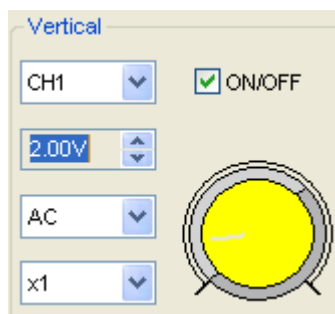 Vertical
CH1
ON/OFF
2.00V
AC
x1